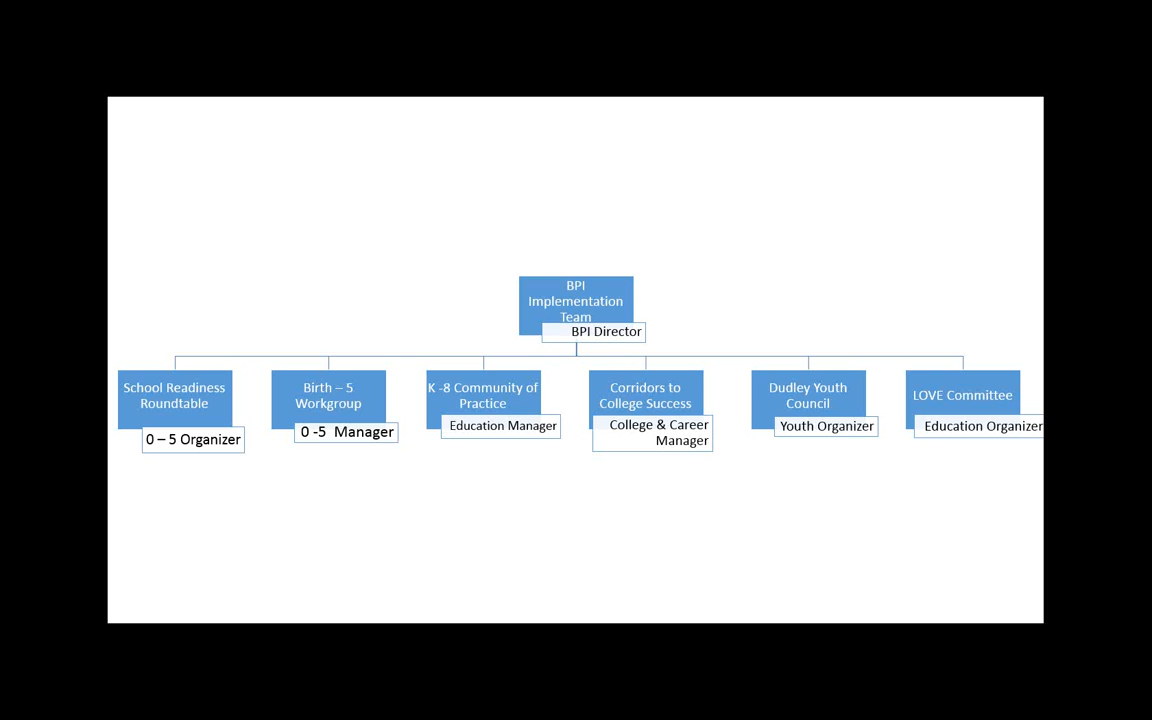 BPI
Implementation
Team
BPI Director
School Readiness
Roundtable
0 – 5 Organizer
Birth – 5
Workgroup
0 -5  Manager
K -8 Community of
Practice
Education Manager
Corridors to
College Success
College & Career
Manager
Dudley Youth
Council
Youth Organizer
LOVE Committee
Education Organizer